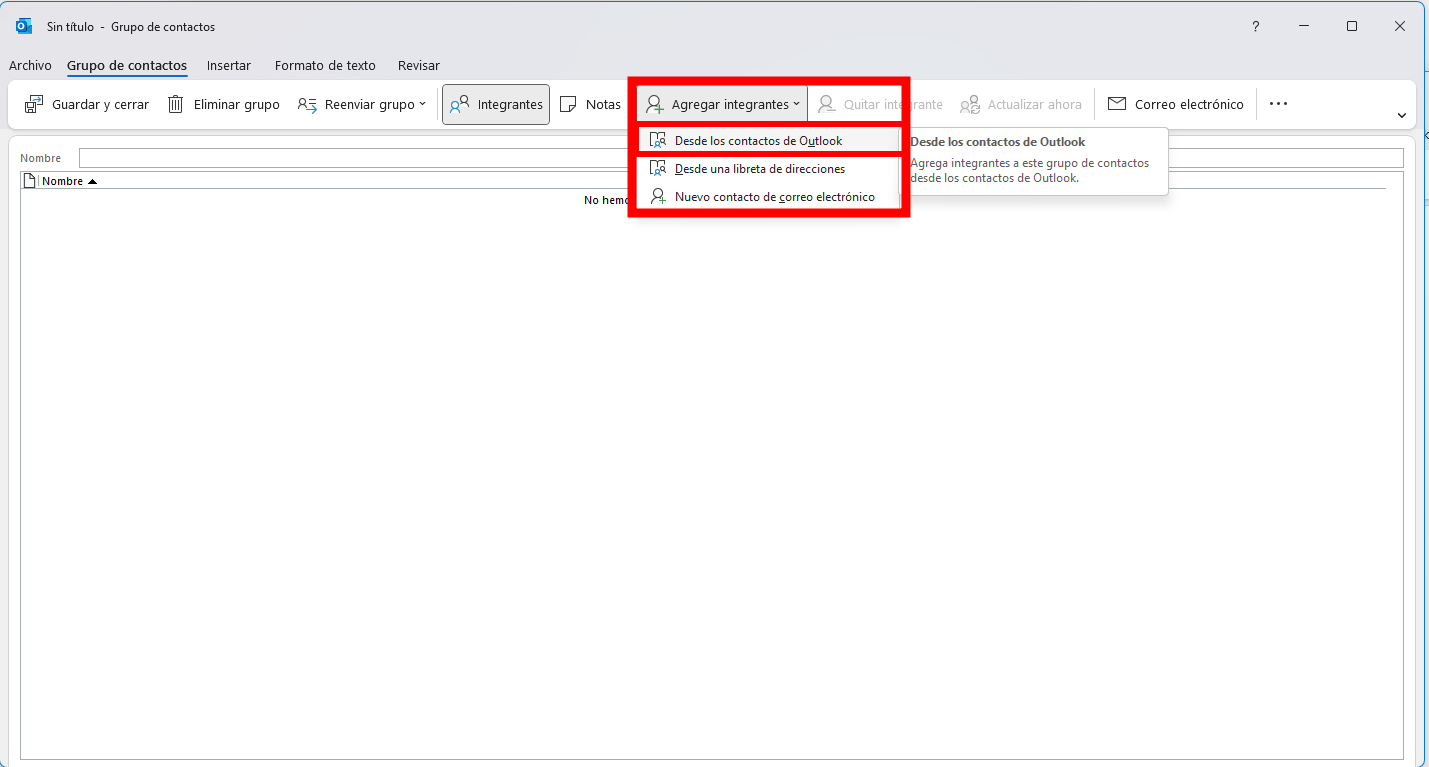 Sin título - Grupo de contactos
Archivo Grupo de contactos Insertar Formato de texto Revisar
Guardar y cerrar Eliminar grupo Reenviar grupo Integrantes Notas Agregar integrantes Quitar integrante Actualizar ahora Correo electrónico
Desde los contactos de Outlook
Desde una libreta de direcciones
Nuevo contacto de correo electrónico
Desde los contactos de Outlook
Agrega integrantes a este grupo de contactos
desde los contactos de Outlook.
Nombre
Nombre
No hemo